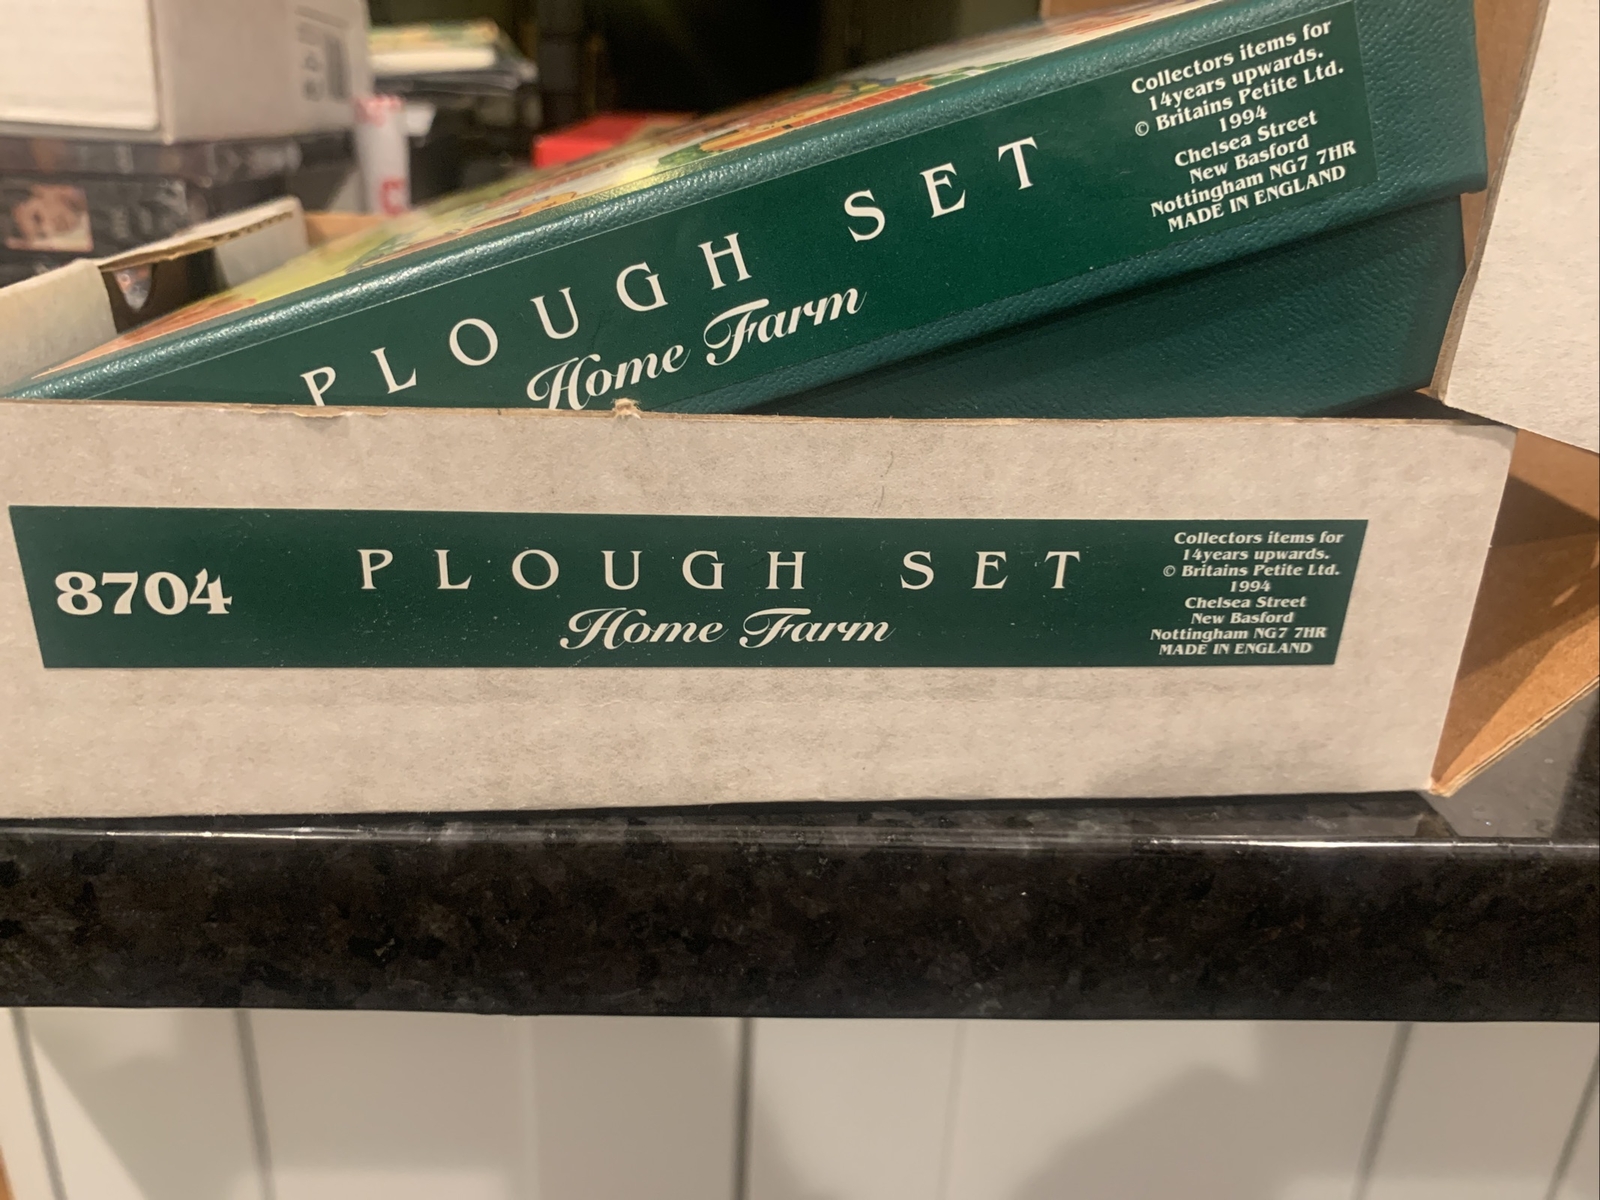 PLOUGH SET
Home Farm
Collectors items for
14years upwards.
© Britains Petite Ltd.
1994
Chelsea Street
New Basford
Nottingham NG7 7HR
MADE IN ENGLAND
8704
PLOUGH SET
Home Farm
Collectors items for
14years upwards.
© Britains Petite Ltd.
1994
Chelsea Street
New Basford
Nottingham NG7 7HR
MADE IN ENGLAND